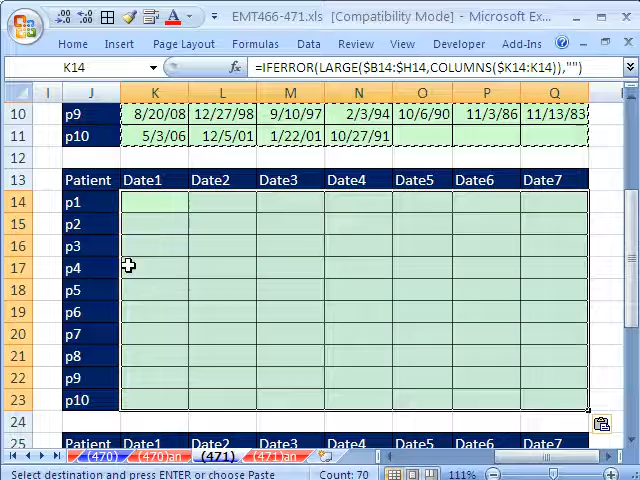 EMT466-471.xls [Compatibility Mode] - Microsoft Ex...
Home Insert Page Layout Formulas Data Review View Developer Add-Ins
K14 fx =IFERROR(LARGE($B14:$H14,COLUMNS($K14:K14)),"")
I J K L M N O P Q
10 p9 8/20/08 12/27/98 9/10/97 2/3/94 10/6/90 11/3/86 11/13/83
11 p10 5/3/06 12/5/01 1/22/01 10/27/91
12
13 Patient Date1 Date2 Date3 Date4 Date5 Date6 Date7
14 p1
15 p2
16 p3
17 p4
18 p5
19 p6
20 p7
21 p8
22 p9
23 p10
24
25 Patient Date1 Date2 Date3 Date4 Date5 Date6 Date7
(470) (470)an (471) (471)an
Select destination and press ENTER or choose Paste Count: 70 111%